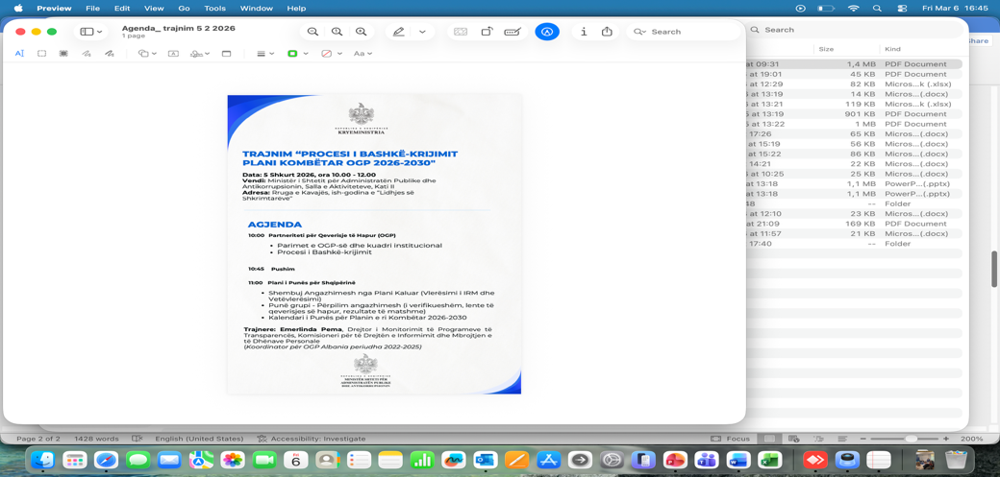 Preview File Edit View Go Tools Window Help Fri Mar 6 16:45
Agenda_ trajnim 5 2 2026
1 page
Search
Search
Share
Size Kind
at 09:31 1,4 MB PDF Document
at 19:01 45 KB PDF Document
at 12:29 82 KB Micros...k (.xlsx)
at 13:19 14 KB Micros...(.docx)
at 13:21 119 KB Micros...k (.xlsx)
at 13:19 901 KB PDF Document
at 13:22 1 MB PDF Document
17:26 65 KB Micros...(.docx)
at 15:19 56 KB Micros...(.docx)
at 15:22 86 KB Micros...(.docx)
14:21 22 KB Micros...(.docx)
at 10:25 25 KB Micros...(.docx)
at 13:18 1,1 MB PowerP...(.pptx)
at 13:18 1,1 MB PowerP...(.pptx)
48 -- Folder
at 12:10 23 KB Micros...(.docx)
at 21:09 169 KB PDF Document
at 11:57 21 KB Micros...(.docx)
17:40 -- Folder
REPUBLIKA E SHQIPËRISË
KRYEMINISTRIA
TRAJNIM “PROCESI I BASHKË-KRIJIMIT
PLANI KOMBËTAR OGP 2026-2030"
Data: 5 Shkurt 2026, ora 10.00 - 12.00
Vendi: Ministër i Shtetit për Administratën Publike dhe
Antikorrupsionin, Salla e Aktiviteteve, Kati II
Adresa: Rruga e Kavajës, ish-godina e “Lidhjes së
Shkrimtarëve”
AGJENDA
10:00 Partneriteti për Qeverisje të Hapur (OGP)
• Parimet e OGP-së dhe kuadri institucional
• Procesi i Bashkë-krijimit
10:45 Pushim
11:00 Plani i Punës për Shqipërinë
• Shembuj Angazhimesh nga Plani Kaluar (Vlerësimi i IRM dhe
Vetëvlerësimi)
• Punë grupi - Përpilim angazhimesh (i verifikueshëm, lente të
qeverisjes së hapur, rezultate të matshme)
• Kalendari i Punës për Planin e ri Kombëtar 2026-2030
Trajnere: Emerlinda Pema, Drejtor i Monitorimit të Programeve të
Transparencës, Komisioneri për të Drejtën e Informimit dhe Mbrojtjen e
të Dhënave Personale
(Koordinator për OGP Albania periudha 2022-2025)
REPUBLIKA E SHQIPËRISË
MINISTËR SHTETI PËR
ADMINISTRATËN PUBLIKE
DHE ANTIKORRUPSIONIN
Page 2 of 2 1428 words English (United States) Accessibility: Investigate Focus 200%
Fri
6